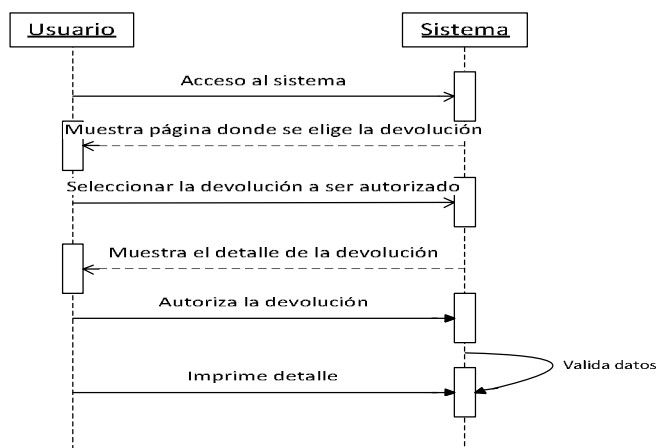 Usuario
Sistema
Acceso al sistema
Muestra página donde se elige la devolución
Seleccionar la devolución a ser autorizado
Muestra el detalle de la devolución
Autoriza la devolución
Valida datos
Imprime detalle